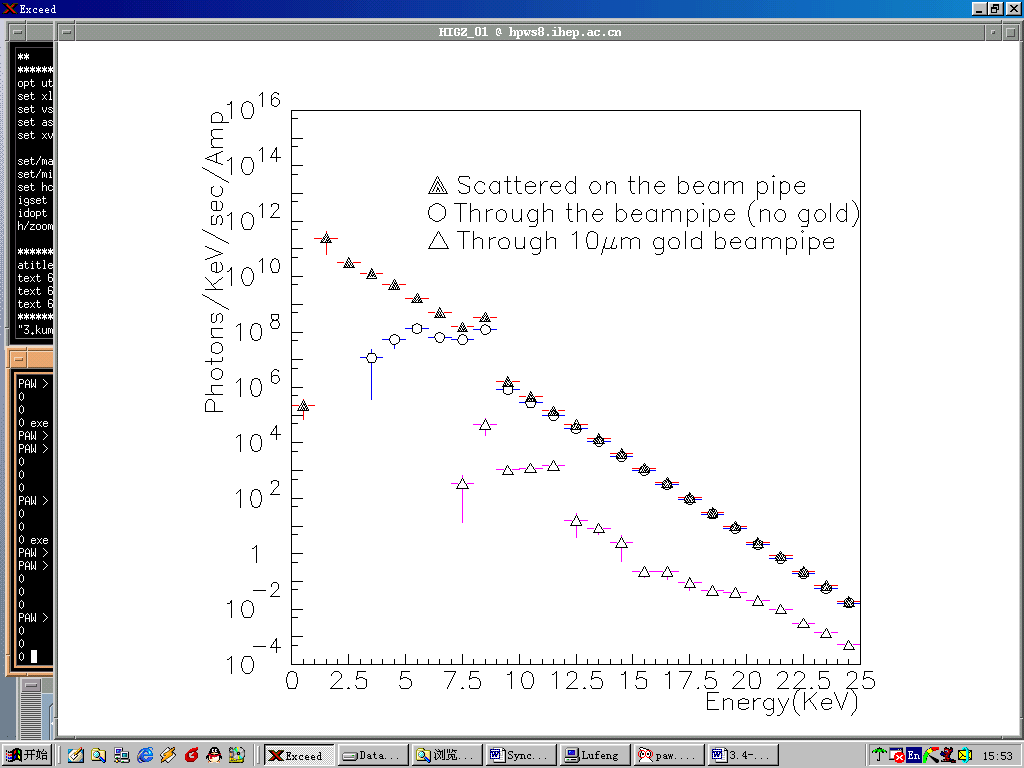 Exceed
HIGZ_01 @ hpws8.ihep.ac.cn
**
*******
opt ut
set xl
set vs
set as
set xv
set/ma
set/mi
set hc
igset
idopt
h/zoom
*******
atitle
text 6
text 6
text 6
*******
"3.kum
PAW >
0
0
0 exe
PAW >
PAW >
0
0
0
PAW >
0
0
0 exe
PAW >
PAW >
0
0
0
PAW >
0
0
0
Photons/KeV/sec/Amp
10^16
10^14
10^12
10^10
10^8
10^6
10^4
10^2
1
10^-2
10^-4
Scattered on the beam pipe
Through the beampipe (no gold)
Through 10μm gold beampipe
0 2.5 5 7.5 10 12.5 15 17.5 20 22.5 25
Energy(KeV)
开始 Exceed Data... 浏览... Sync... Lufeng paw.... 3.4-... En 15:53